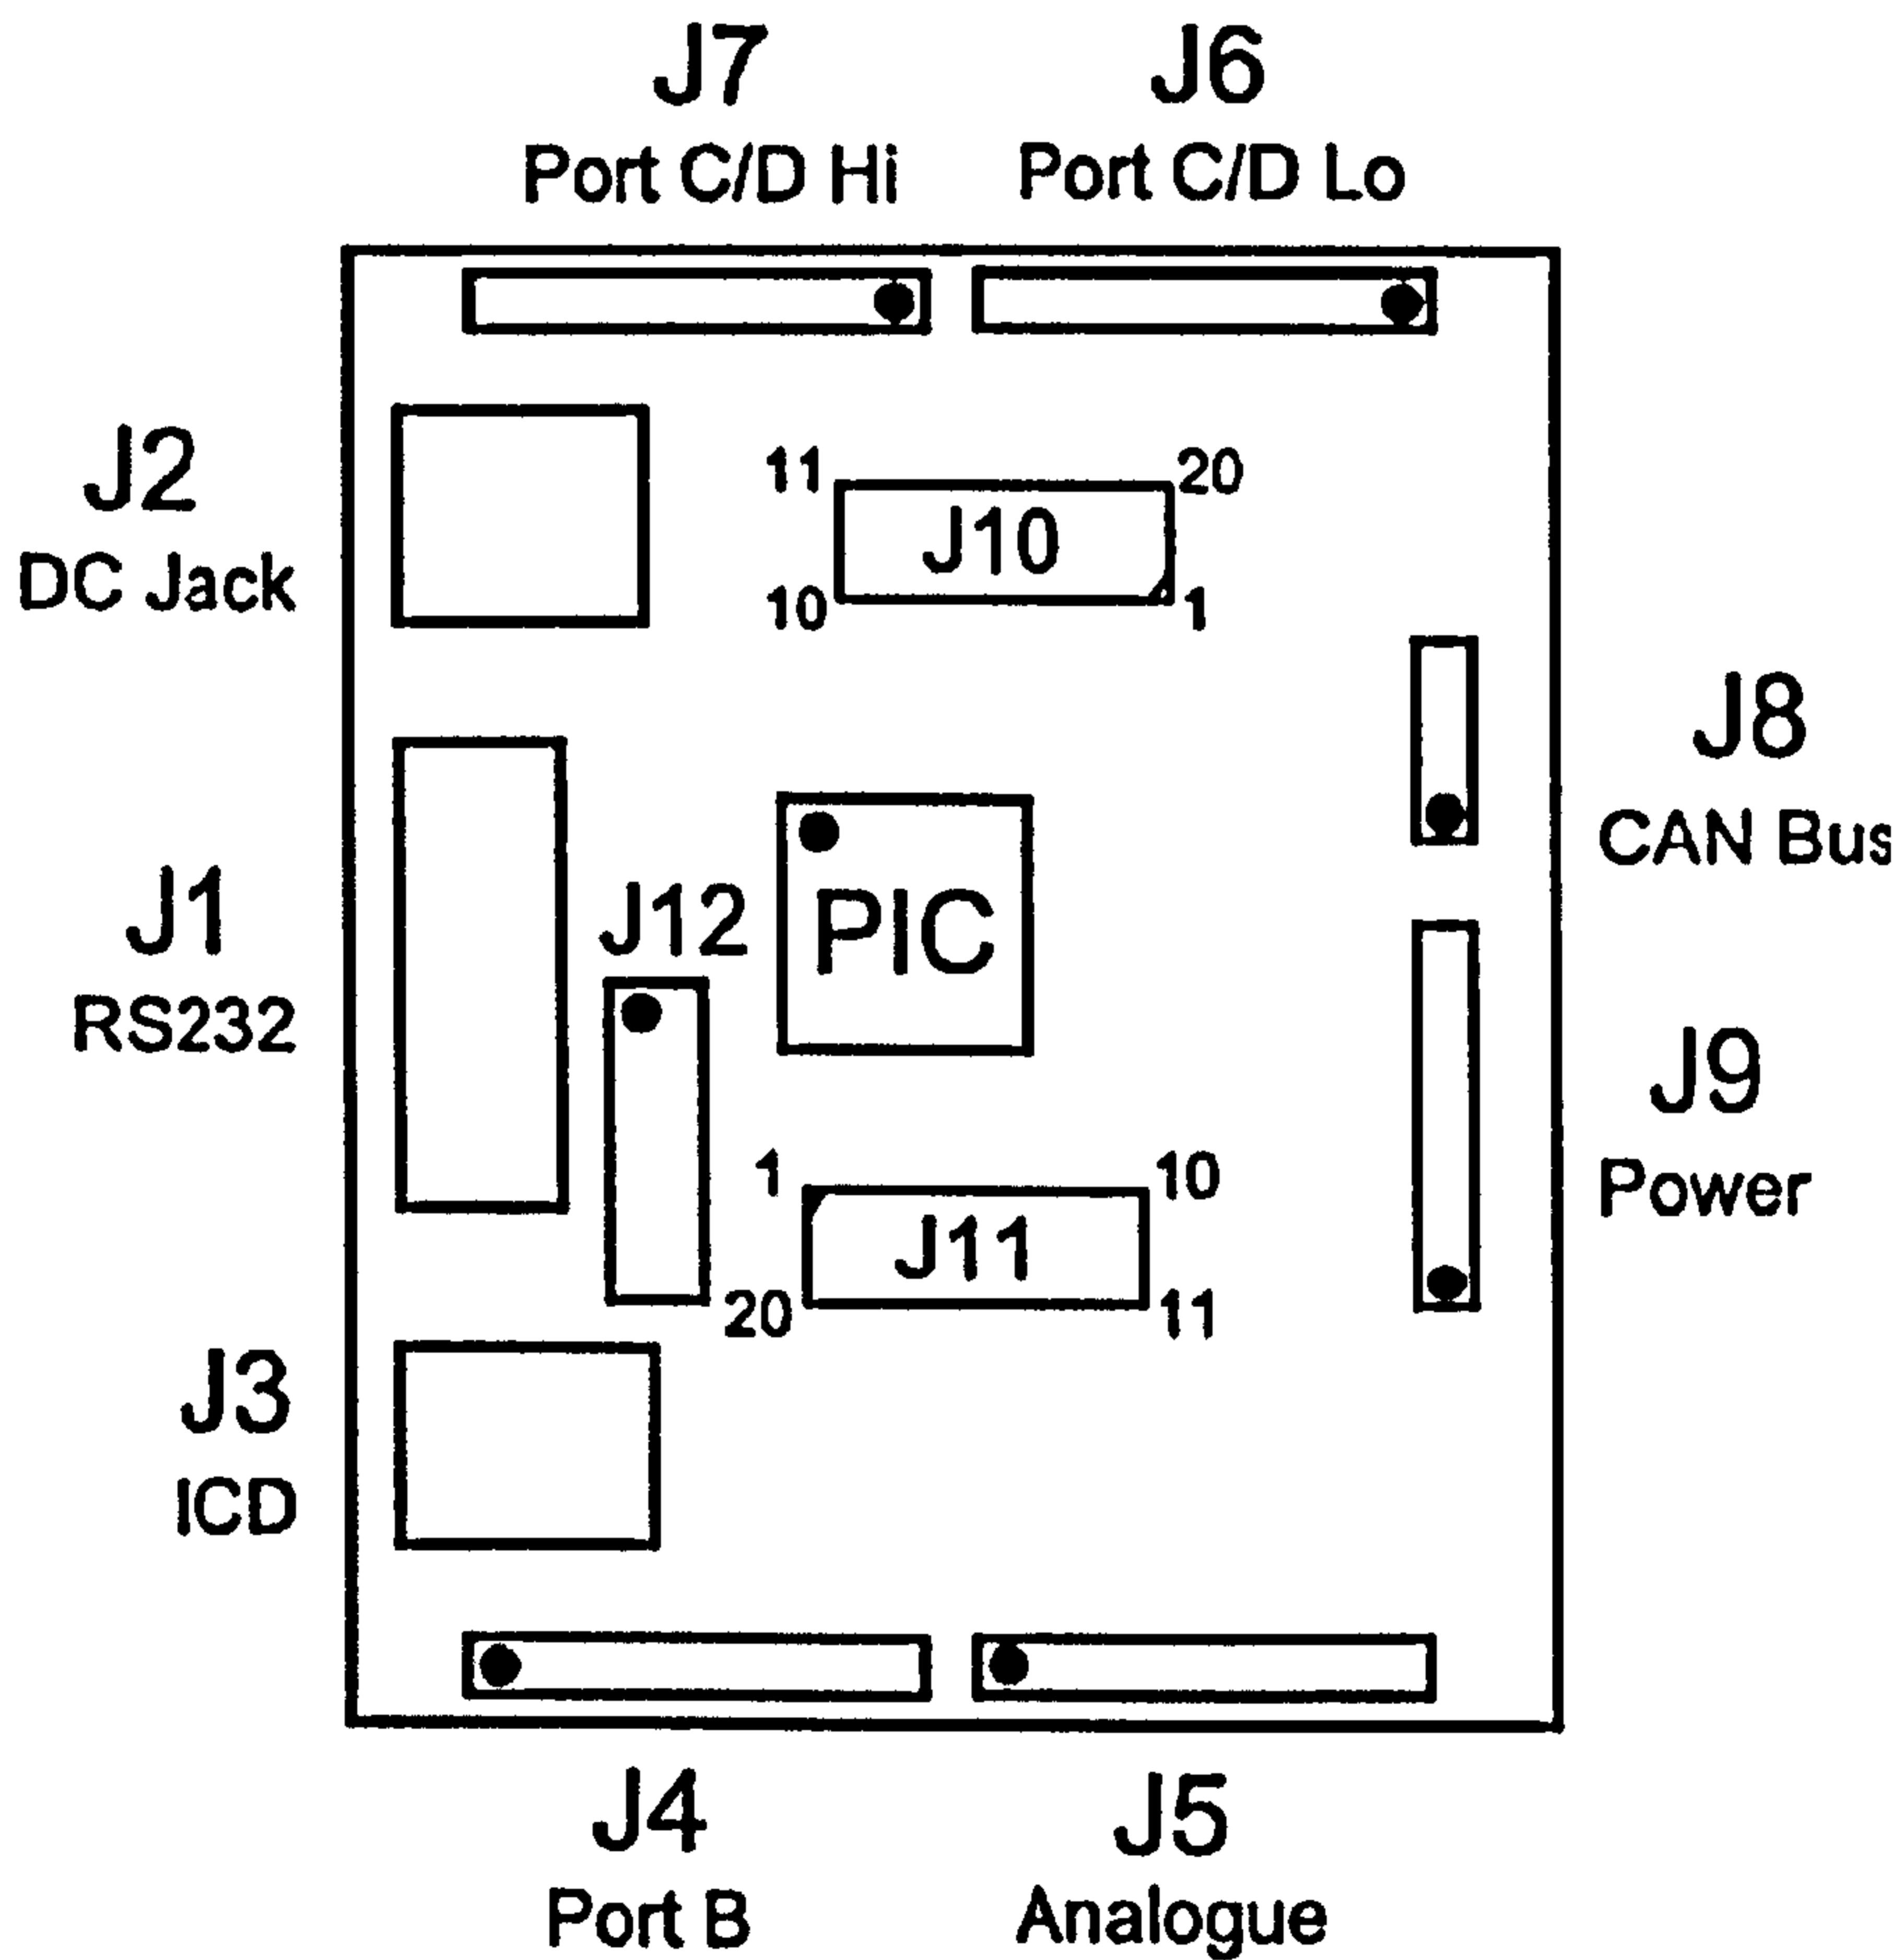 J7 J6
Port C/D Hi Port C/D Lo
J2
DC Jack
11 20
J10
10 1
J8
CAN Bus
J1
RS232
J12
PIC
J9
Power
1 10
J11
20 11
J3
ICD
J4 J5
Port B Analogue